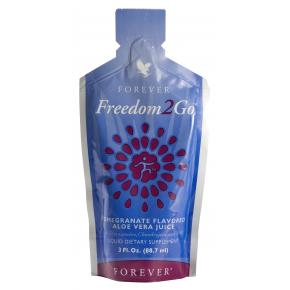 FOREVER
Freedom2Go
POMEGRANATE FLAVORED
ALOE VERA JUICE
LIQUID DIETARY SUPPLEMENT
3 Fl. Oz. (88.7 ml)
FOREVER